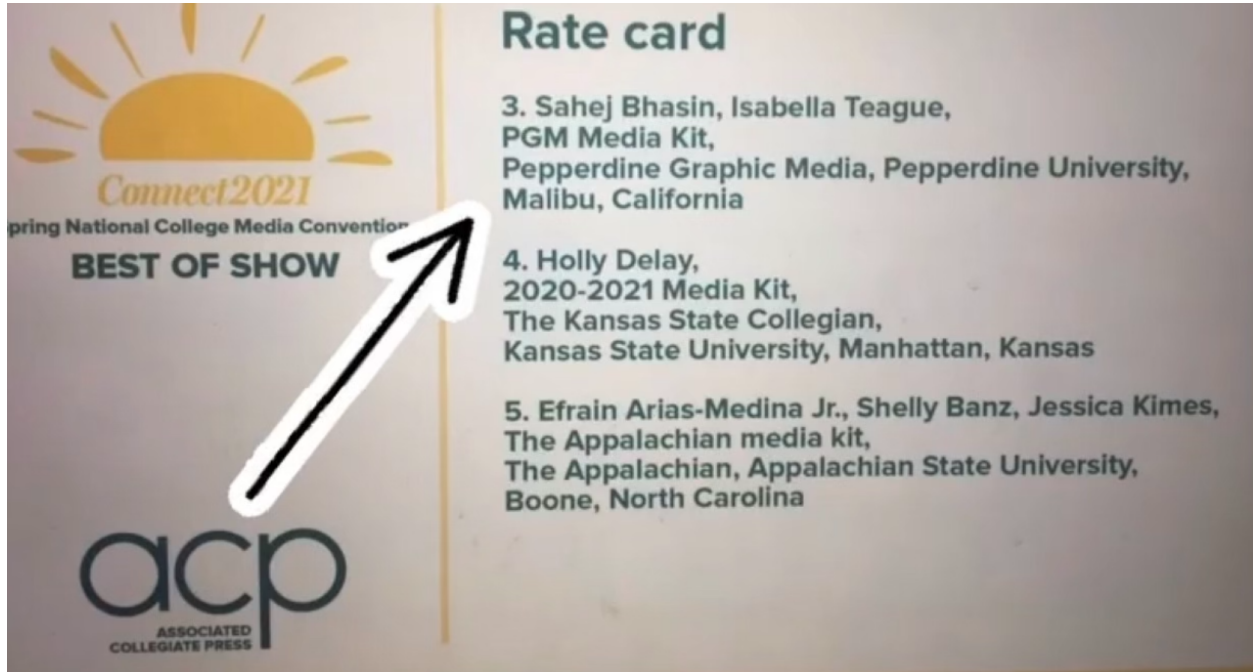 Connect2021
pring National College Media Convention
BEST OF SHOW
acp
ASSOCIATED
COLLEGIATE PRESS
Rate card
3. Sahej Bhasin, Isabella Teague,
PGM Media Kit,
Pepperdine Graphic Media, Pepperdine University,
Malibu, California
4. Holly Delay,
2020-2021 Media Kit,
The Kansas State Collegian,
Kansas State University, Manhattan, Kansas
5. Efrain Arias-Medina Jr., Shelly Banz, Jessica Kimes,
The Appalachian media kit,
The Appalachian, Appalachian State University,
Boone, North Carolina